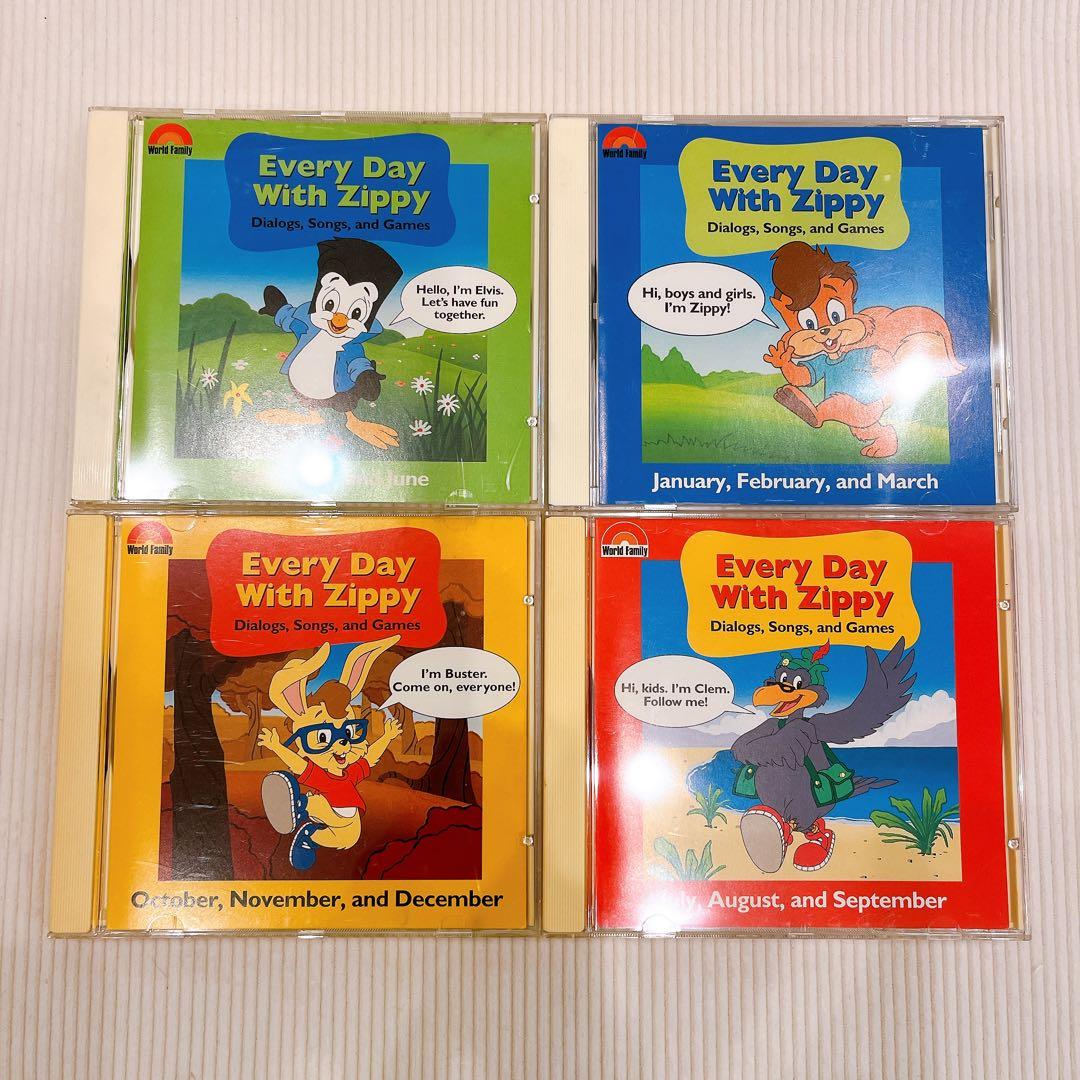 World Family
Every Day
With Zippy
Dialogs, Songs, and Games
Hello, I'm Elvis.
Let's have fun
together.
June
World Family
Every Day
With Zippy
Dialogs, Songs, and Games
Hi, boys and girls.
I'm Zippy!
January, February, and March
World Family
Every Day
With Zippy
Dialogs, Songs, and Games
I'm Buster.
Come on, everyone!
October, November, and December
World Family
Every Day
With Zippy
Dialogs, Songs, and Games
Hi, kids. I'm Clem.
Follow me!
July, August, and September